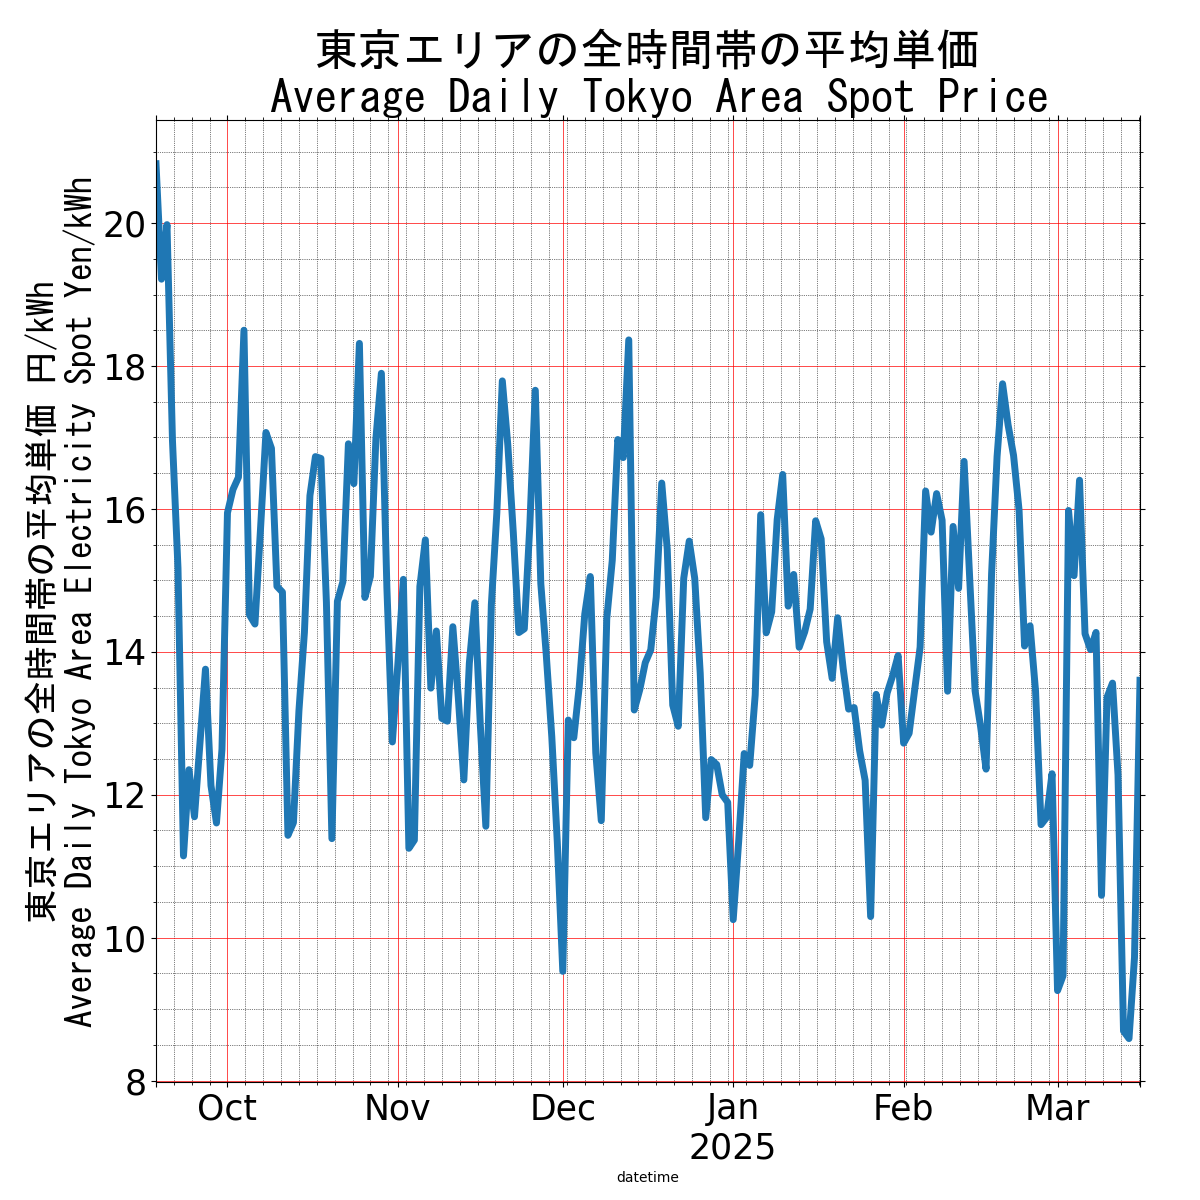 東京エリアの全時間帯の平均単価
Average Daily Tokyo Area Spot Price
東京エリアの全時間帯の平均単価 円/kWh
Average Daily Tokyo Area Electricity Spot Yen/kWh
20
18
16
14
12
10
8
Oct
Nov
Dec
Jan
2025
Feb
Mar
datetime